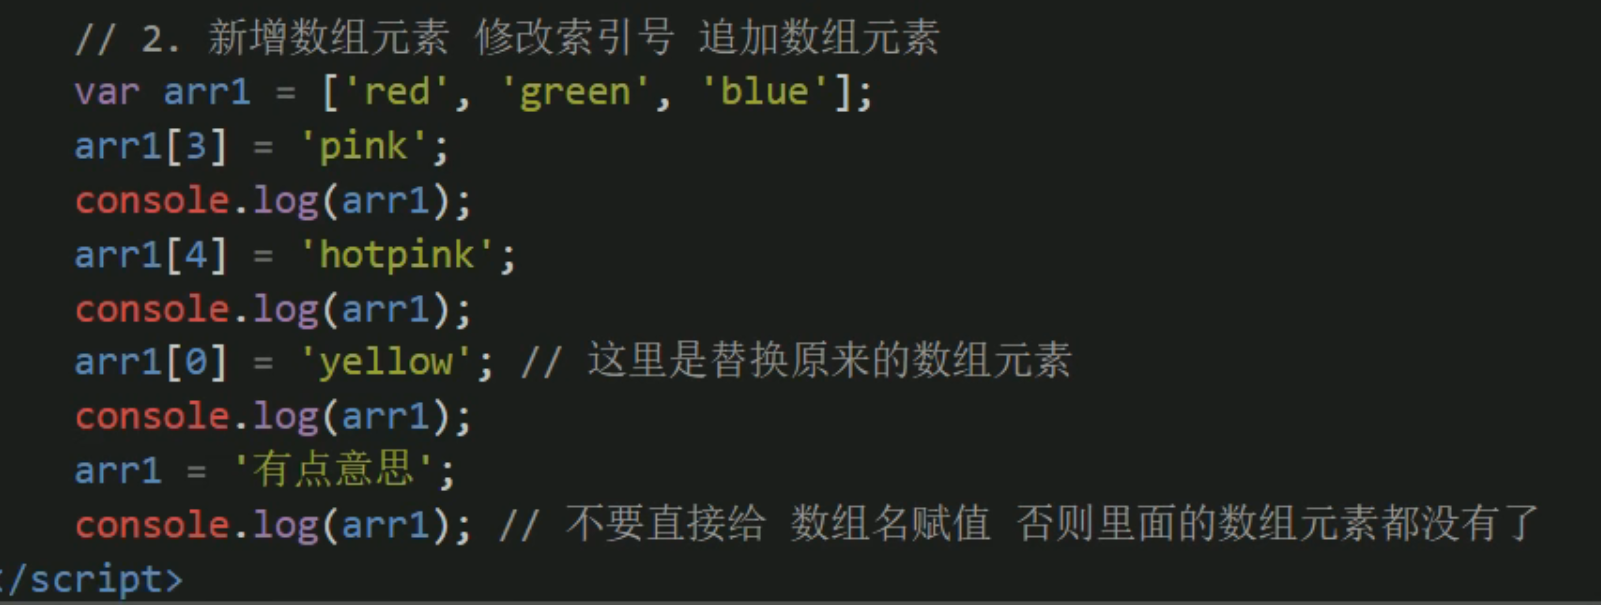 // 2. 新增数组元素 修改索引号 追加数组元素
var arr1 = ['red', 'green', 'blue'];
arr1[3] = 'pink';
console.log(arr1);
arr1[4] = 'hotpink';
console.log(arr1);
arr1[0] = 'yellow'; // 这里是替换原来的数组元素
console.log(arr1);
arr1 = '有点意思';
console.log(arr1); // 不要直接给 数组名赋值 否则里面的数组元素都没有了
</script>